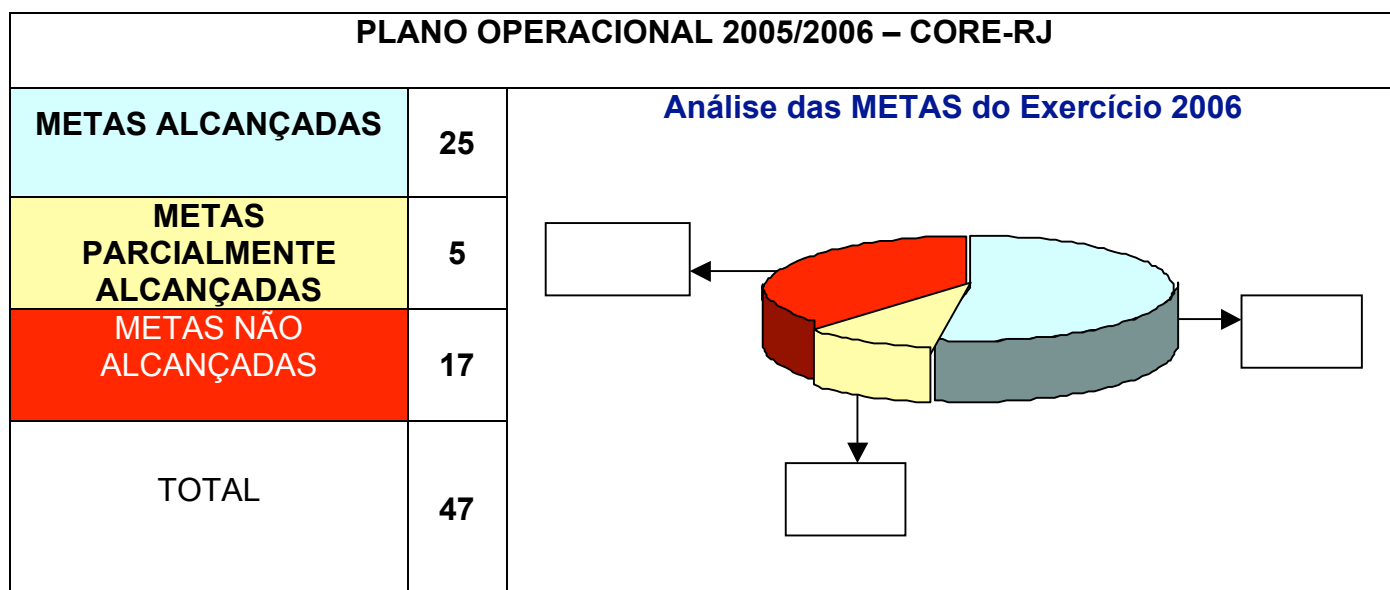 PLANO OPERACIONAL 2005/2006 – CORE-RJ
METAS ALCANÇADAS
25
Análise das METAS do Exercício 2006
METAS
PARCIALMENTE
ALCANÇADAS
5
METAS NÃO
ALCANÇADAS
17
TOTAL
47